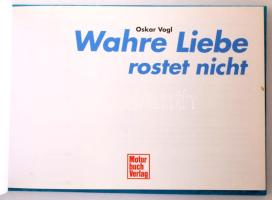 Oskar Vogl
Wahre Liebe
rostet nicht
Motor
buch
Verlag